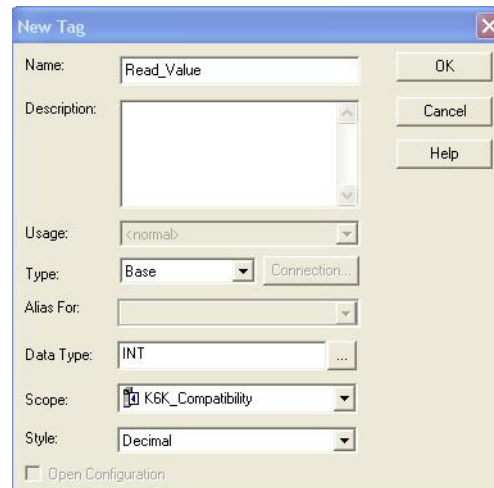 New Tag
Name: Read_Value
OK
Description:
Cancel
Help
Usage: <normal>
Type: Base Connection...
Alias For:
Data Type: INT ...
Scope: K6K_Compatibility
Style: Decimal
Open Configuration